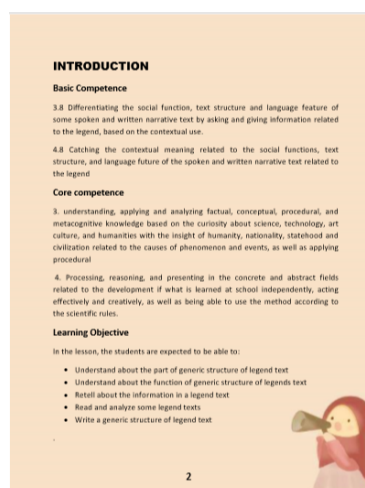 INTRODUCTION
Basic Competence
3.8 Differentiating the social function, text structure and language feature of
some spoken and written narrative text by asking and giving information related
to the legend, based on the contextual use.
4.8 Catching the contextual meaning related to the social functions, text
structure, and language future of the spoken and written narrative text related to
the legend
Core competence
3. understanding, applying and analyzing factual, conceptual, procedural, and
metacognitive knowledge based on the curiosity about science, technology, art
culture, and humanities with the insight of humanity, nationality, statehood and
civilization related to the causes of phenomenon and events, as well as applying
procedural
4. Processing, reasoning, and presenting in the concrete and abstract fields
related to the development if what is learned at school independently, acting
effectively and creatively, as well as being able to use the method according to
the scientific rules.
Learning Objective
In the lesson, the students are expected to be able to:
• Understand about the part of generic structure of legend text
• Understand about the function of generic structure of legends text
• Retell about the information in a legend text
• Read and analyze some legend texts
• Write a generic structure of legend text
.
2